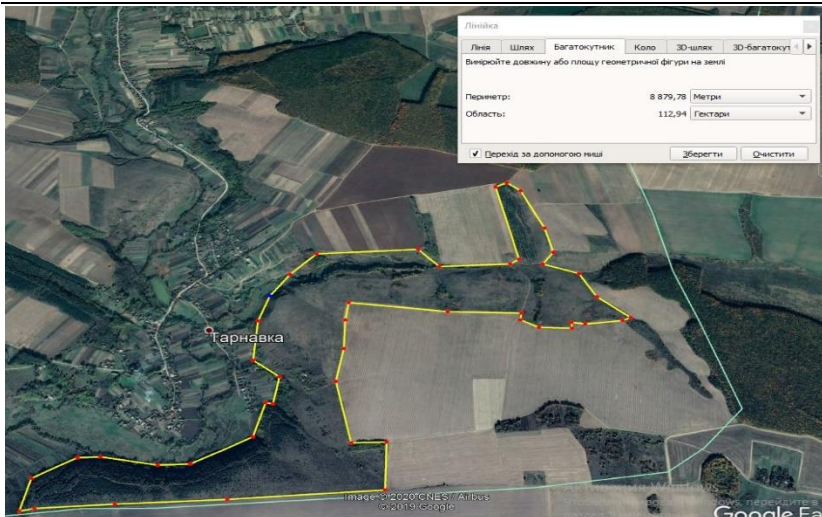 Лінійка
Лінія Шлях Багатокутник Коло 3D-шлях 3D-багатокут
Виміряйте довжину або площу геометричної фігури на землі
Периметр: 8 879,78 Метри
Область: 112,94 Гектари
Перехід за допомогою миші Зберегти Очистити
Тарнавка
Image © 2020 CNES / Airbus
© 2019 Google
Google Ea